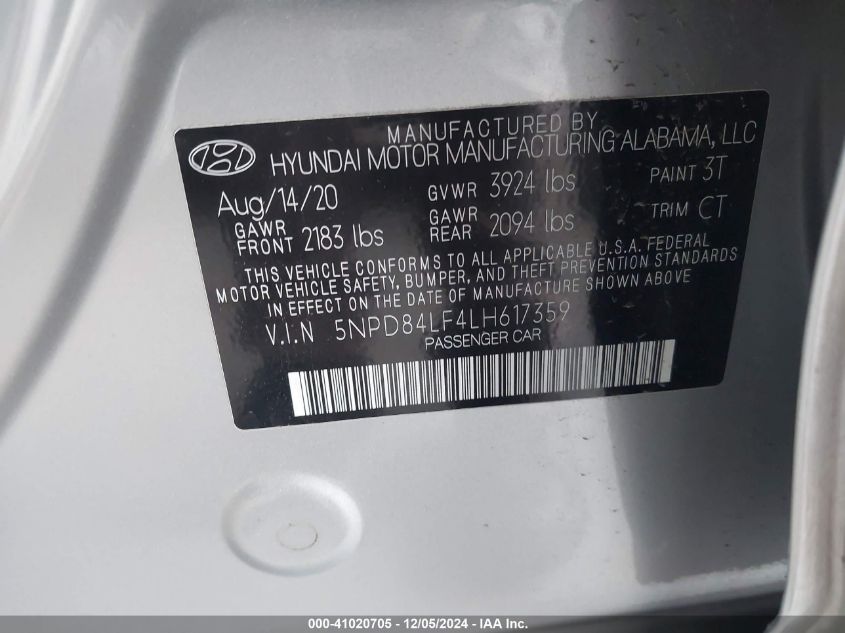 MANUFACTURED BY
HYUNDAI MOTOR MANUFACTURING ALABAMA, LLC
Aug/14/20 GVWR 3924 lbs PAINT 3T
GAWR FRONT 2183 lbs GAWR REAR 2094 lbs TRIM CT
THIS VEHICLE CONFORMS TO ALL APPLICABLE U.S.A. FEDERAL
MOTOR VEHICLE SAFETY, BUMPER, AND THEFT PREVENTION STANDARDS
IN EFFECT ON THE DATE OF MANUFACTURE SHOWN ABOVE
V.I.N 5NPD84LF4LH617359
PASSENGER CAR
000-41020705 - 12/05/2024 - IAA Inc.